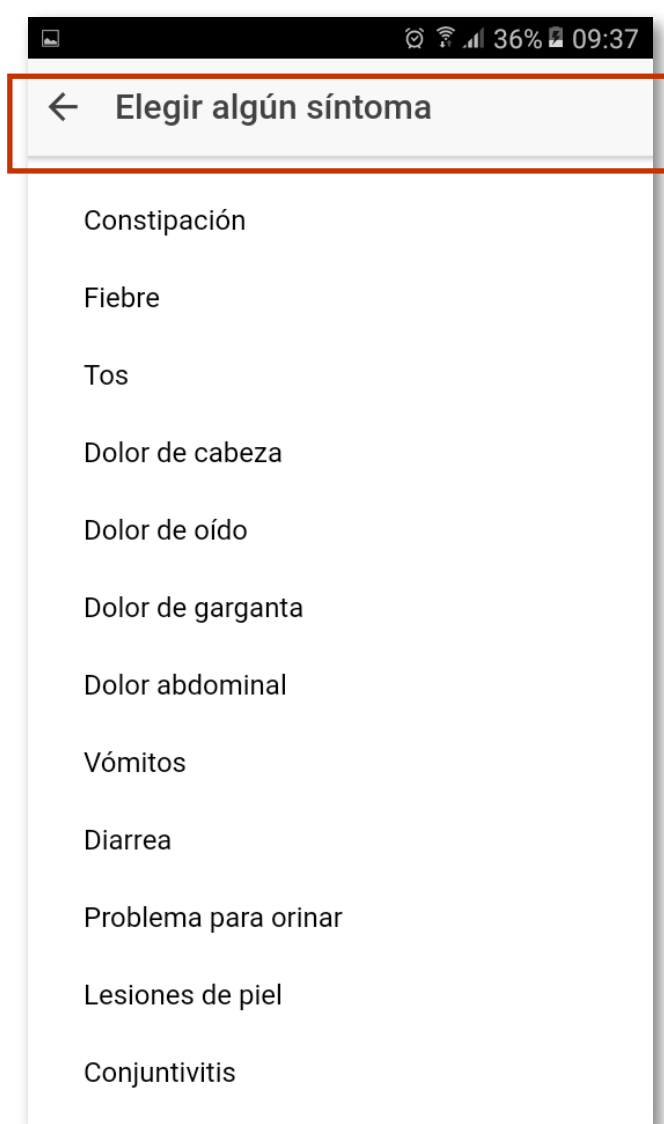 36% 09:37
Elegir algún síntoma
Constipación
Fiebre
Tos
Dolor de cabeza
Dolor de oído
Dolor de garganta
Dolor abdominal
Vómitos
Diarrea
Problema para orinar
Lesiones de piel
Conjuntivitis